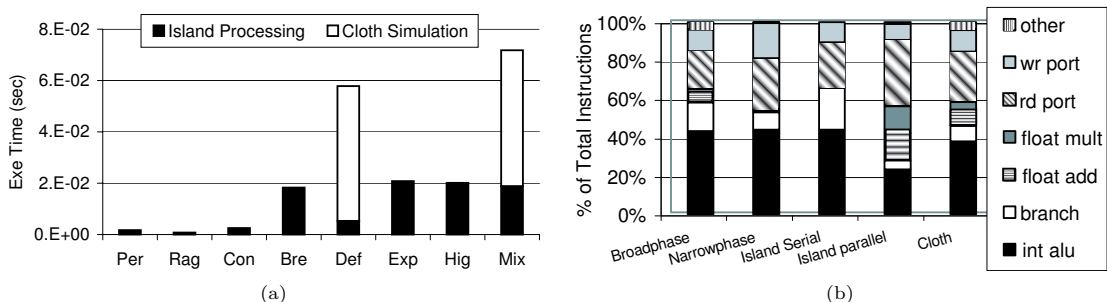 8.E-02
6.E-02
4.E-02
2.E-02
0.E+00
Exe Time (sec)
Island Processing Cloth Simulation
Per Rag Con Bre Def Exp Hig Mix
(a)
100%
80%
60%
40%
20%
0%
% of Total Instructions
Broadphase
Narrowphase
Island Serial
Island parallel
Cloth
other
wr port
rd port
float mult
float add
branch
int alu
(b)